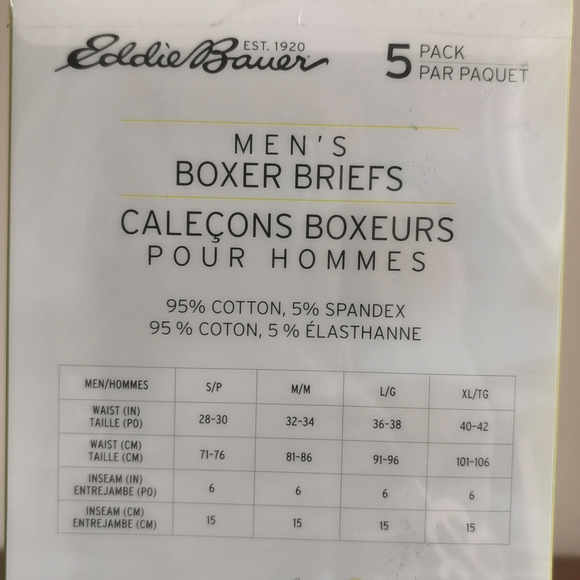 Eddie Bauer EST. 1920
5 PACK
PAR PAQUET
MEN'S
BOXER BRIEFS
CALEÇONS BOXEURS
POUR HOMMES
95% COTTON, 5% SPANDEX
95 % COTON, 5 % ÉLASTHANNE
MEN/HOMMES S/P M/M L/G XL/TG
WAIST (IN)
TAILLE (PO) 28-30 32-34 36-38 40-42
WAIST (CM)
TAILLE (CM) 71-76 81-86 91-96 101-106
INSEAM (IN)
ENTREJAMBE (PO) 6 6 6 6
INSEAM (CM)
ENTREJAMBE (CM) 15 15 15 15